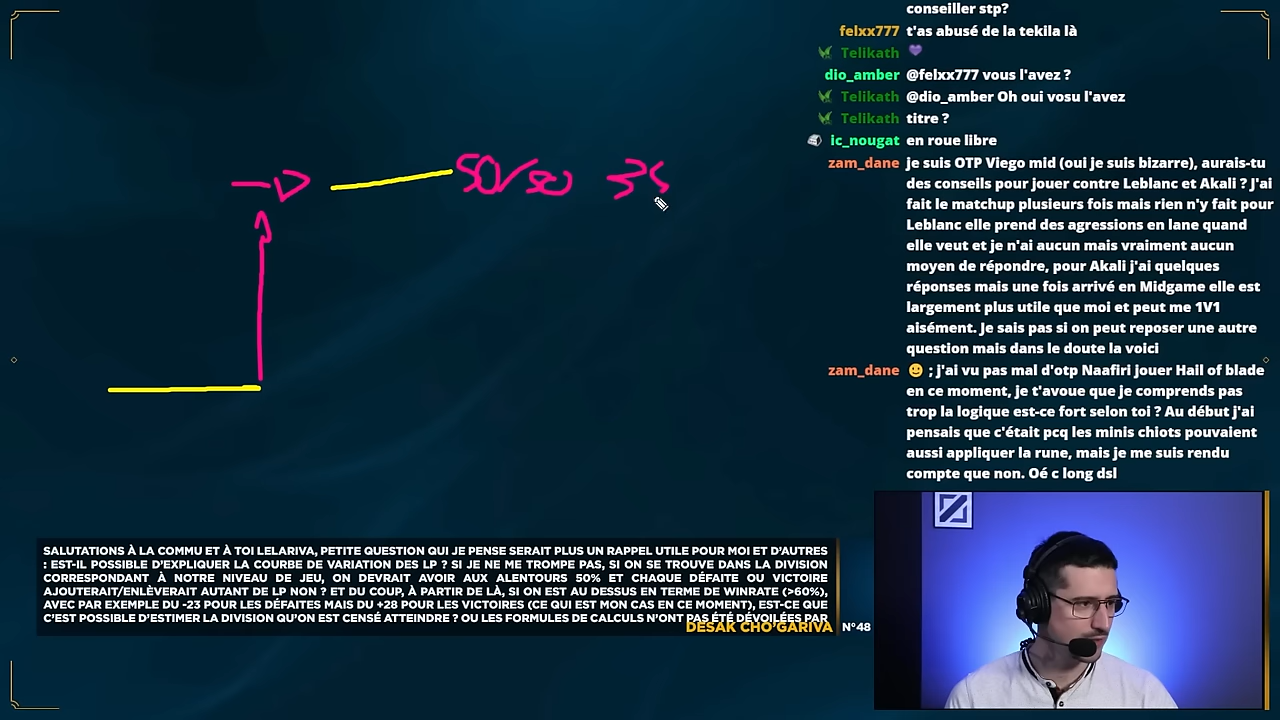 conseiller stp?
felxx777 t'as abusé de la tekila là
Telikath
dio_amber @felxx777 vous l'avez ?
Telikath @dio_amber Oh oui vosu l'avez
Telikath titre ?
ic_nougat en roue libre
zam_dane je suis OTP Viego mid (oui je suis bizarre), aurais-tu
des conseils pour jouer contre Leblanc et Akali ? J'ai
fait le matchup plusieurs fois mais rien n'y fait pour
Leblanc elle prend des agressions en lane quand
elle veut et je n'ai aucun mais vraiment aucun
moyen de répondre, pour Akali j'ai quelques
réponses mais une fois arrivé en Midgame elle est
largement plus utile que moi et peut me 1V1
aisément. Je sais pas si on peut reposer une autre
question mais dans le doute la voici
zam_dane ; j'ai vu pas mal d'otp Naafiri jouer Hail of blade
en ce moment, je t'avoue que je comprends pas
trop la logique est-ce fort selon toi ? Au début j'ai
pensais que c'était pcq les minis chiots pouvaient
aussi appliquer la rune, mais je me suis rendu
compte que non. Oé c long dsl
50/50
SALUTATIONS À LA COMMU ET À TOI LELARIVA, PETITE QUESTION QUI JE PENSE SERAIT PLUS UN RAPPEL UTILE POUR MOI ET D'AUTRES
: EST-IL POSSIBLE D'EXPLIQUER LA COURBE DE VARIATION DES LP ? SI JE NE ME TROMPE PAS, SI ON SE TROUVE DANS LA DIVISION
CORRESPONDANT À NOTRE NIVEAU DE JEU, ON DEVRAIT AVOIR AUX ALENTOURS 50% ET CHAQUE DÉFAITE OU VICTOIRE
AJOUTERAIT/ENLÈVERAIT AUTANT DE LP NON ? ET DU COUP, À PARTIR DE LÀ, SI ON EST AU DESSUS EN TERME DE WINRATE (>60%),
AVEC PAR EXEMPLE DU -23 POUR LES DÉFAITES MAIS DU +28 POUR LES VICTOIRES (CE QUI EST MON CAS EN CE MOMENT), EST-CE QUE
C'EST POSSIBLE D'ESTIMER LA DIVISION QU'ON EST CENSÉ ATTEINDRE ? OU LES FORMULES DE CALCULS N'ONT PAS ÉTÉ DÉVOILÉES PAR
DESAK CHO'GARIVA N°48